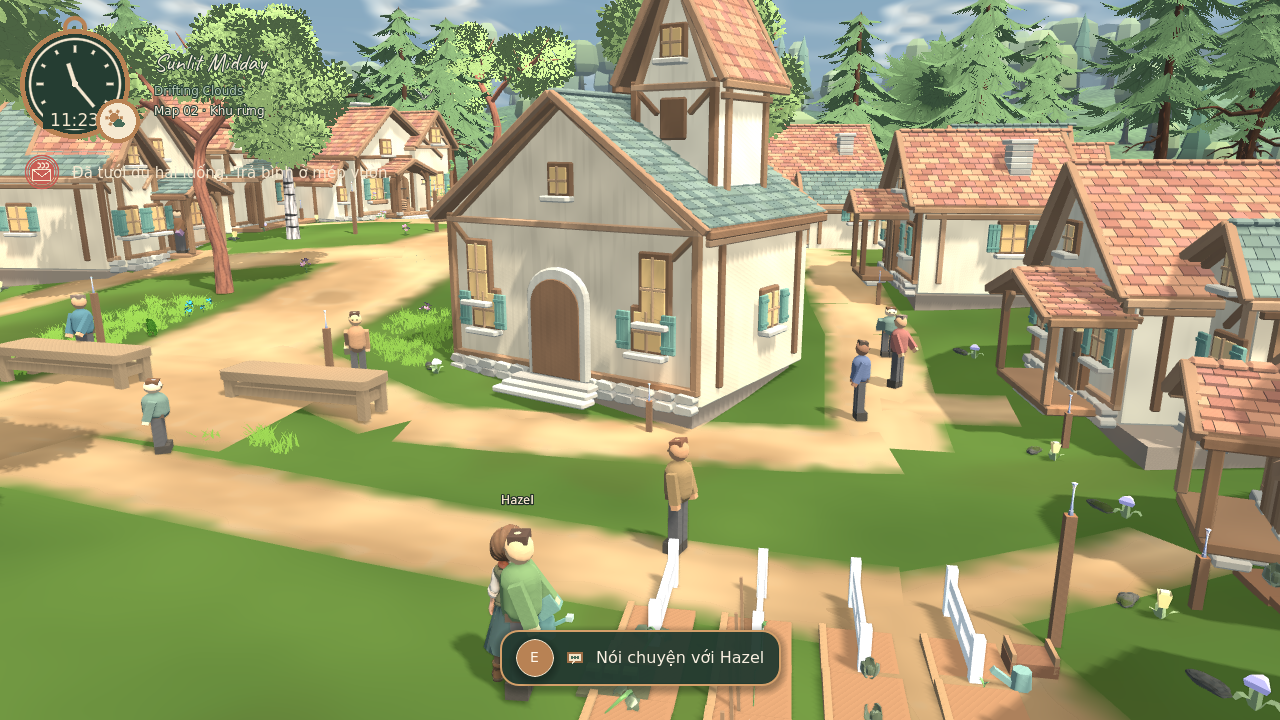 Sunlit Midday
Drifting Clouds
Map 02 · Khu rừng
11:23
Đã tưới đủ hai luống. Trả bình ở mép vườn.
Hazel
E
Nói chuyện với Hazel